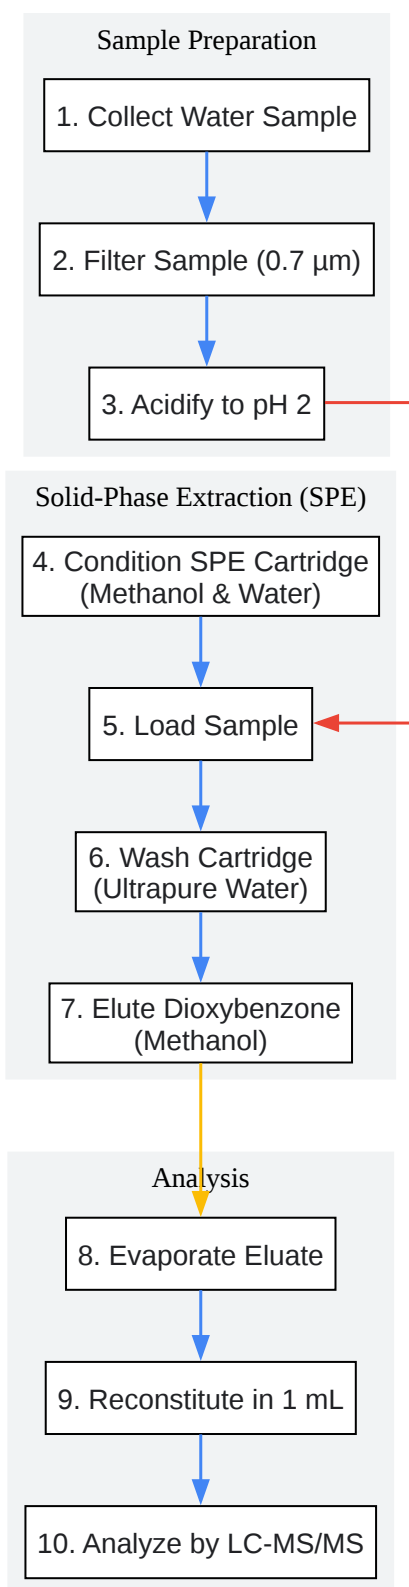 Sample Preparation
1. Collect Water Sample
2. Filter Sample (0.7 µm)
3. Acidify to pH 2
Solid-Phase Extraction (SPE)
4. Condition SPE Cartridge
(Methanol & Water)
5. Load Sample
6. Wash Cartridge
(Ultrapure Water)
7. Elute Dioxybenzone
(Methanol)
Analysis
8. Evaporate Eluate
9. Reconstitute in 1 mL
10. Analyze by LC-MS/MS